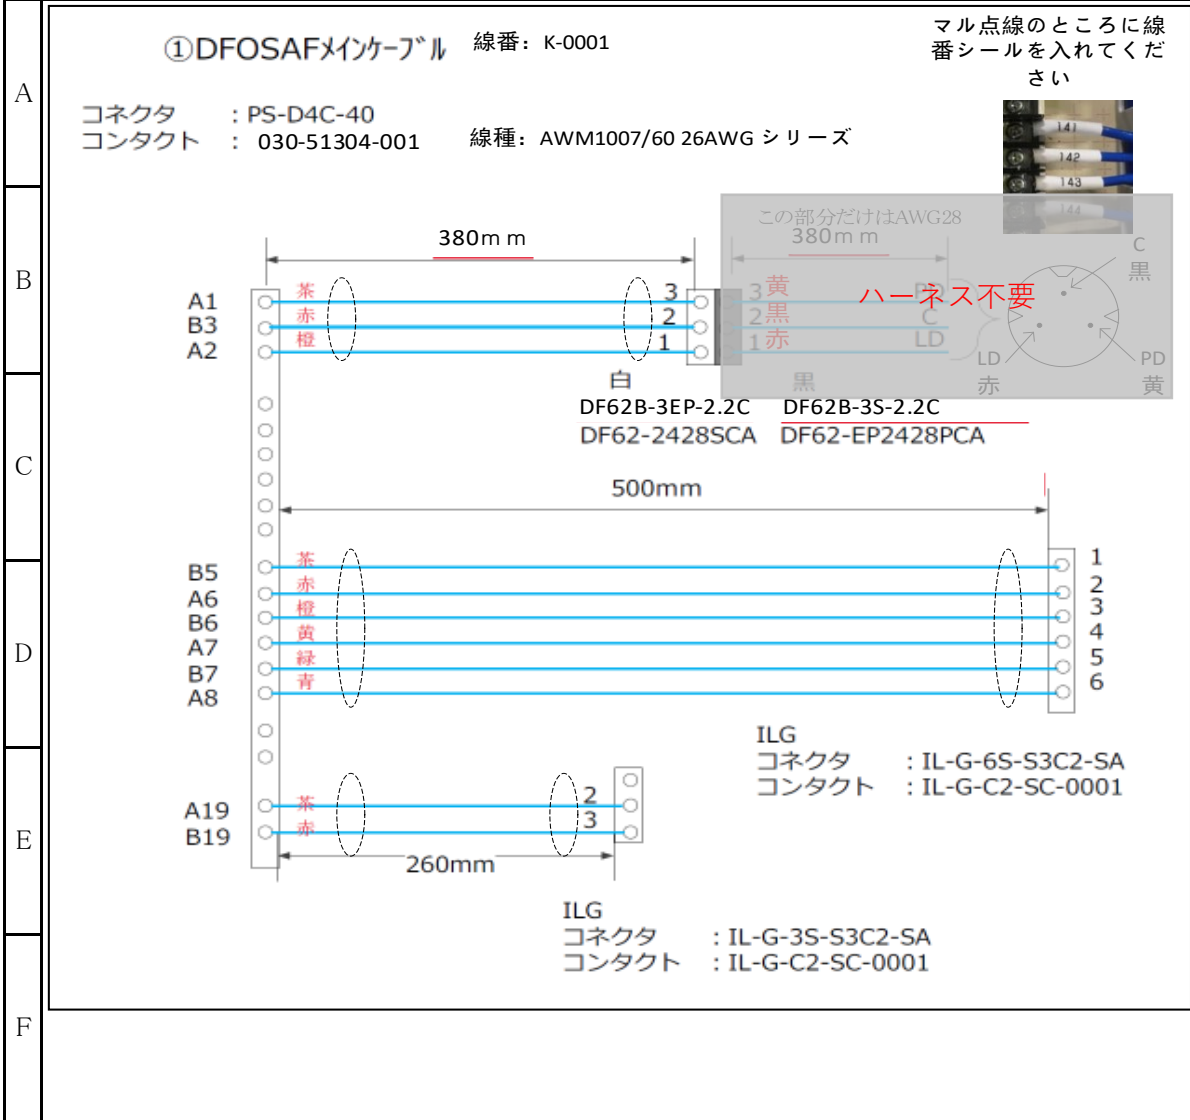 ①DFOSAFメインケーブル 線番：K-0001
マル点線のところに線
番シールを入れてくだ
さい
コネクタ ：PS-D4C-40
コンタクト ：030-51304-001 線種：AWM1007/60 26AWG シリーズ
141
142
143
144
この部分だけはAWG28
380mm 380mm
C
黒
A1 茶 3 3 黄 PD
ハーネス不要
B3 赤 2 2 黒 C
A2 橙 1 1 赤 LD
LD
赤
PD
黄
白 黒
DF62B-3EP-2.2C DF62B-3S-2.2C
DF62-2428SCA DF62-EP2428PCA
500mm
B5 茶 1
A6 赤 2
B6 橙 3
A7 黄 4
B7 緑 5
A8 青 6
ILG
コネクタ ：IL-G-6S-S3C2-SA
コンタクト ：IL-G-C2-SC-0001
A19 茶 2
B19 赤 3
260mm
ILG
コネクタ ：IL-G-3S-S3C2-SA
コンタクト ：IL-G-C2-SC-0001
A
B
C
D
E
F